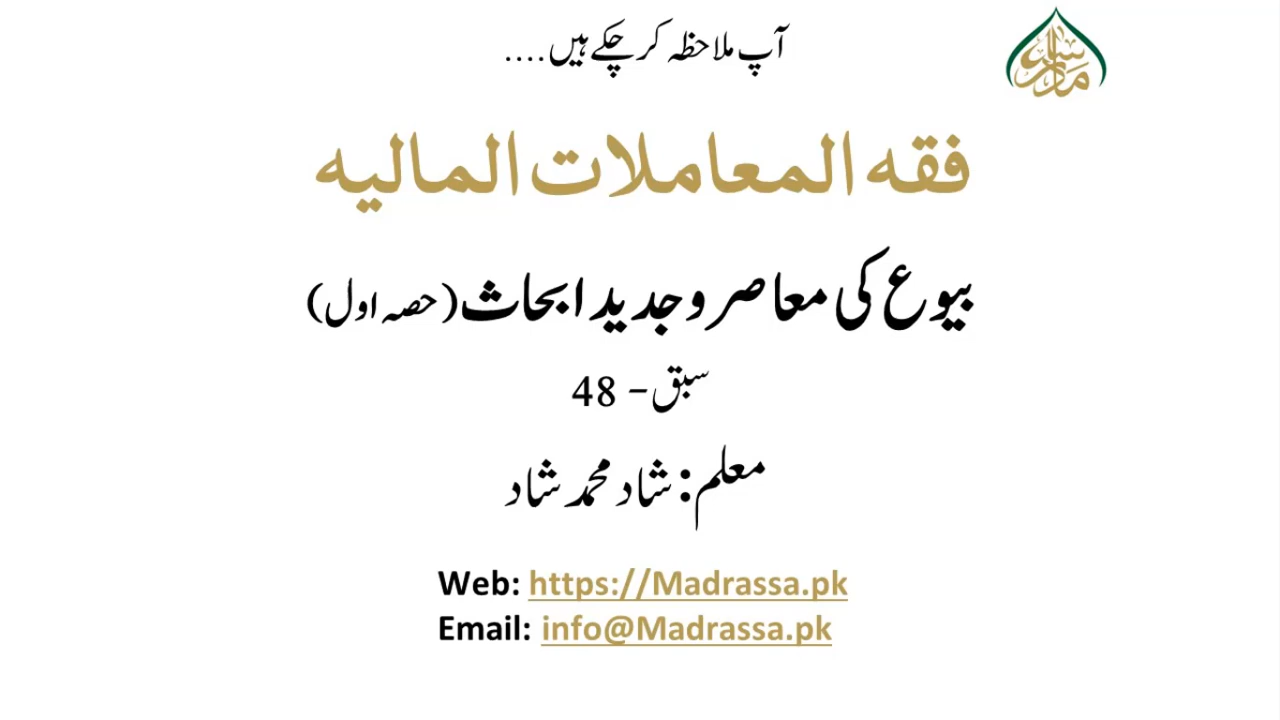 آپ ملاحظہ کر چکے ہیں....
فقه المعاملات الماليه
بیوع کی معاصر و جدید ابحاث (حصہ اول)
سبق - 48
معلم: شاد محمد شاد
Web: https://Madrassa.pk
Email: info@Madrassa.pk